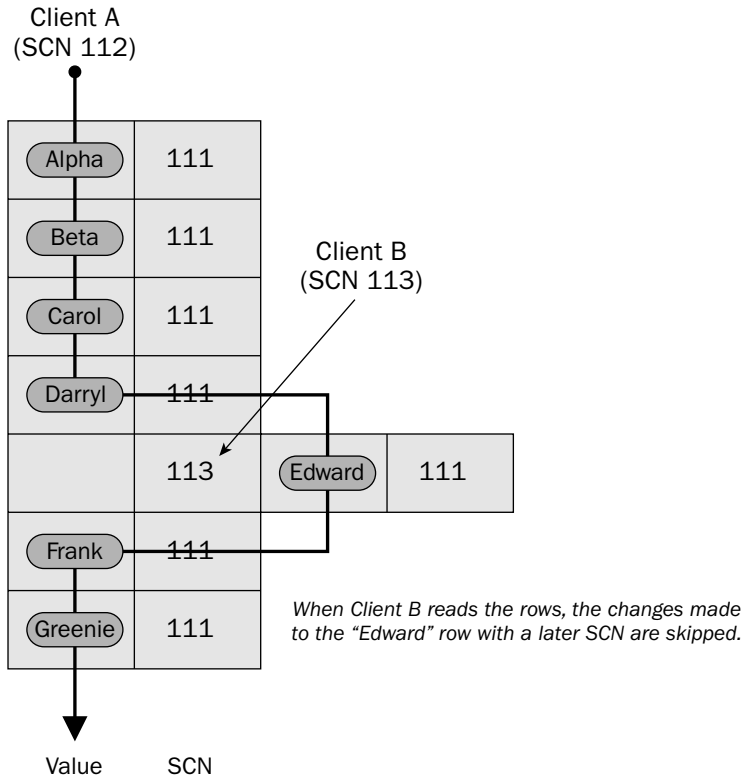 Client A
(SCN 112)
Alpha 111
Beta 111
Carol 111
Client B
(SCN 113)
Darryl 111
113 Edward 111
Frank 111
Greenie 111
When Client B reads the rows, the changes made
to the “Edward” row with a later SCN are skipped.
Value SCN